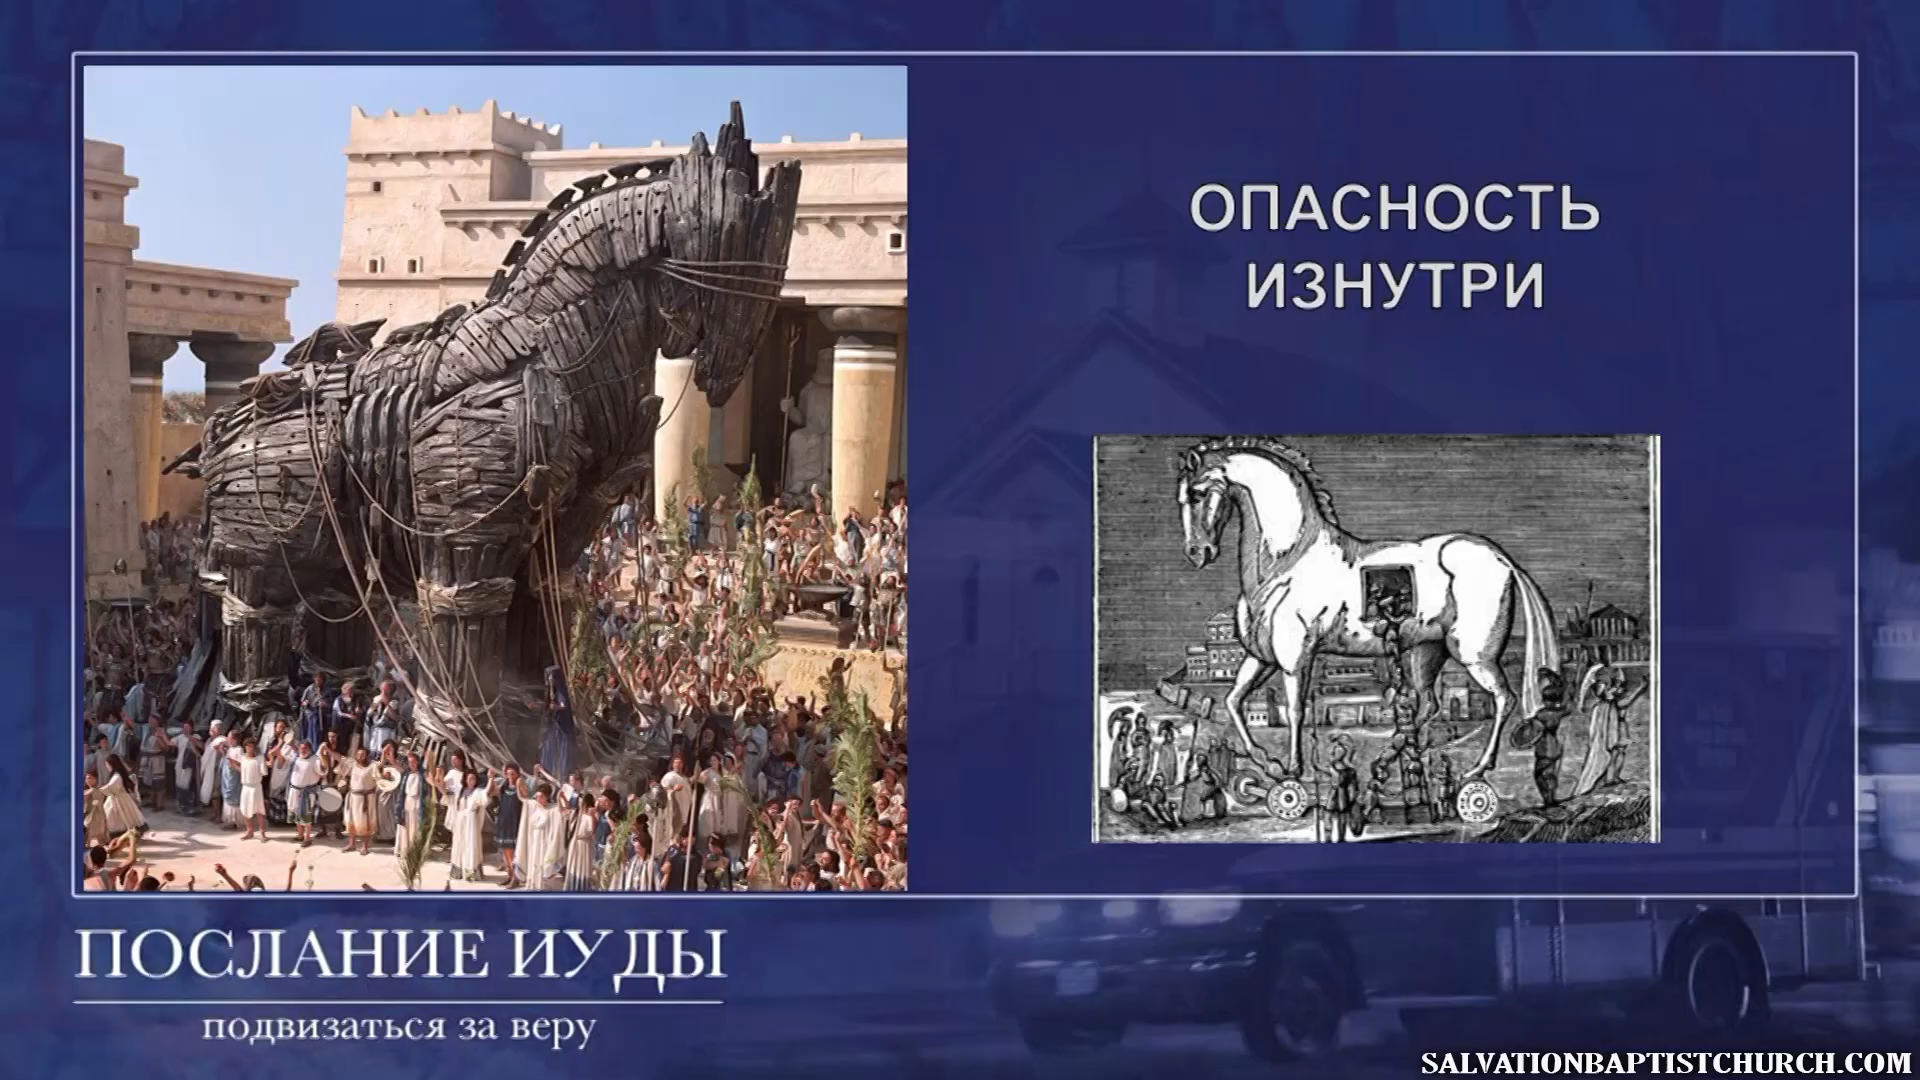 ОПАСНОСТЬ
ИЗНУТРИ
ПОСЛАНИЕ ИУДЫ
подвизаться за веру
SALVATIONBAPTISTCHURCH.COM